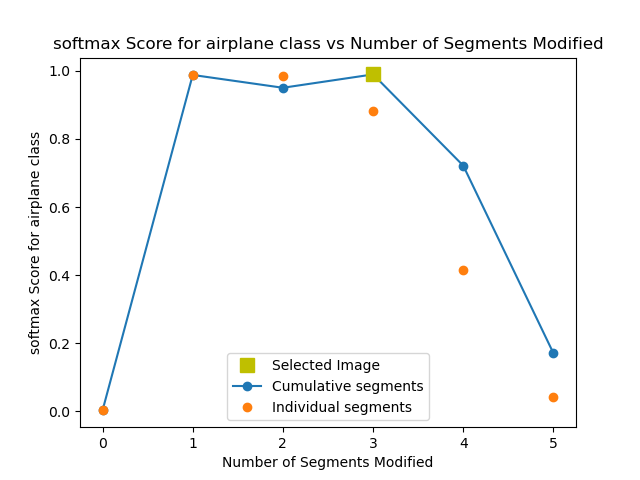 softmax Score for airplane class vs Number of Segments Modified
1.0
0.8
0.6
0.4
0.2
0.0
softmax Score for airplane class
Selected Image
Cumulative segments
Individual segments
0 1 2 3 4 5
Number of Segments Modified